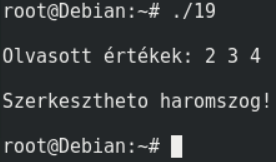 root@Debian:~# ./19
Olvasott értékek: 2 3 4
Szerkesztheto haromszog!
root@Debian:~#